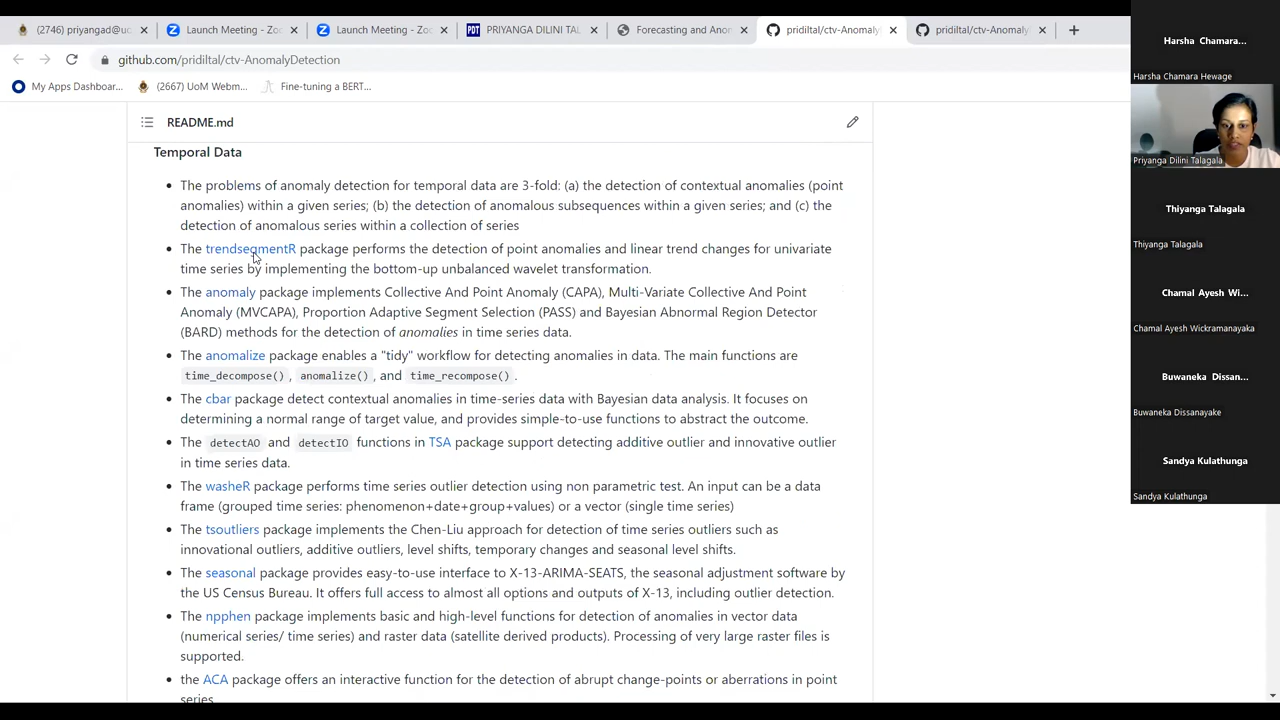 (2746) priyangad@uc
Launch Meeting - Zo
Launch Meeting - Zo
PDT
PRIYANGA DILINI TAL
Forecasting and Anom
pridiltal/ctv-Anomaly
pridiltal/ctv-Anomaly
github.com/pridiltal/ctv-AnomalyDetection
My Apps Dashboar...
(2667) UoM Webm...
Fine-tuning a BERT...
README.md
Temporal Data
The problems of anomaly detection for temporal data are 3-fold: (a) the detection of contextual anomalies (point
anomalies) within a given series; (b) the detection of anomalous subsequences within a given series; and (c) the
detection of anomalous series within a collection of series
The trendsegmentR package performs the detection of point anomalies and linear trend changes for univariate
time series by implementing the bottom-up unbalanced wavelet transformation.
The anomaly package implements Collective And Point Anomaly (CAPA), Multi-Variate Collective And Point
Anomaly (MVCAPA), Proportion Adaptive Segment Selection (PASS) and Bayesian Abnormal Region Detector
(BARD) methods for the detection of anomalies in time series data.
The anomalize package enables a "tidy" workflow for detecting anomalies in data. The main functions are
time_decompose(), anomalize(), and time_recompose().
The cbar package detect contextual anomalies in time-series data with Bayesian data analysis. It focuses on
determining a normal range of target value, and provides simple-to-use functions to abstract the outcome.
The detectAO and detectIO functions in TSA package support detecting additive outlier and innovative outlier
in time series data.
The washeR package performs time series outlier detection using non parametric test. An input can be a data
frame (grouped time series: phenomenon+date+group+values) or a vector (single time series)
The tsoutliers package implements the Chen-Liu approach for detection of time series outliers such as
innovational outliers, additive outliers, level shifts, temporary changes and seasonal level shifts.
The seasonal package provides easy-to-use interface to X-13-ARIMA-SEATS, the seasonal adjustment software by
the US Census Bureau. It offers full access to almost all options and outputs of X-13, including outlier detection.
The npphen package implements basic and high-level functions for detection of anomalies in vector data
(numerical series/ time series) and raster data (satellite derived products). Processing of very large raster files is
supported.
the ACA package offers an interactive function for the detection of abrupt change-points or aberrations in point
series.
Harsha Chamara...
Harsha Chamara Hewage
Priyanga Dilini Talagala
Thiyanga Talagala
Thiyanga Talagala
Chamal Ayesh Wi...
Chamal Ayesh Wickramanayaka
Buwaneka Dissan...
Buwaneka Dissanayake
Sandya Kulathunga
Sandya Kulathunga